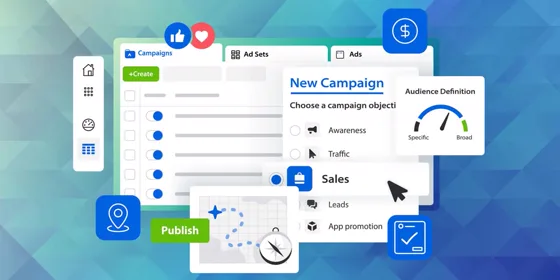 Campaigns
Ad Sets
Ads
+Create
New Campaign
Choose a campaign objecti
Audience Definition
Specific
Broad
Awareness
Traffic
Sales
Leads
App promotion
Publish